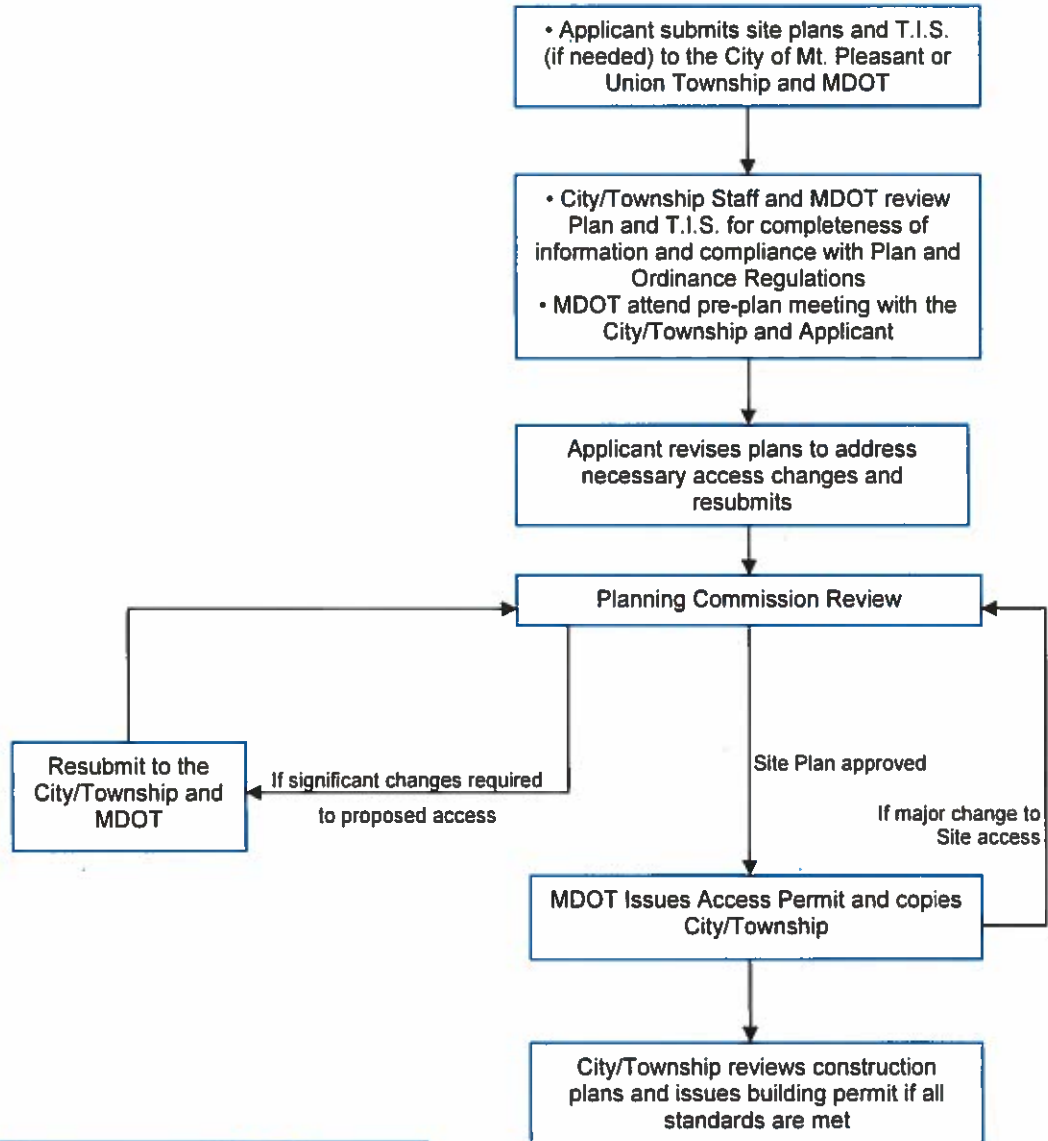 • Applicant submits site plans and T.I.S.
(if needed) to the City of Mt. Pleasant or
Union Township and MDOT
• City/Township Staff and MDOT review
Plan and T.I.S. for completeness of
information and compliance with Plan and
Ordinance Regulations
• MDOT attend pre-plan meeting with the
City/Township and Applicant
Applicant revises plans to address
necessary access changes and
resubmits
Planning Commission Review
Resubmit to the
City/Township and
MDOT
If significant changes required
to proposed access
Site Plan approved
If major change to
Site access
MDOT Issues Access Permit and copies
City/Township
City/Township reviews construction
plans and issues building permit if all
standards are met